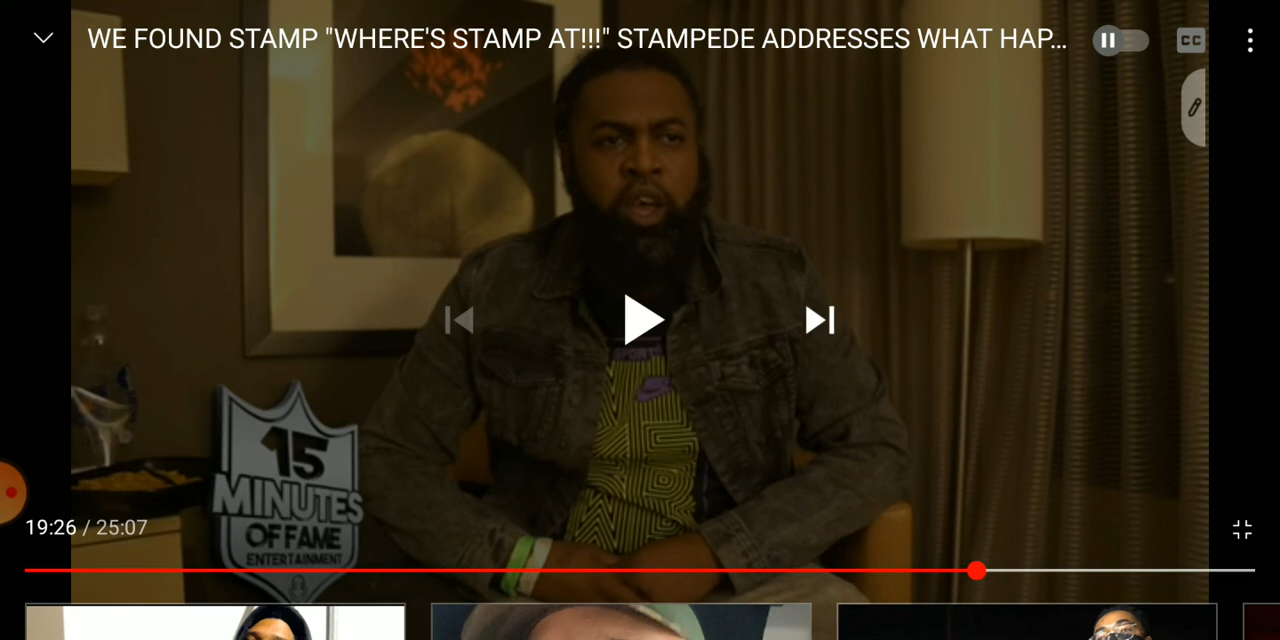 WE FOUND STAMP "WHERE'S STAMP AT!!!" STAMPEDE ADDRESSES WHAT HAP...
CC
SPORT
15
MINUTES
OF FAME
ENTERTAINMENT
19:26 / 25:07